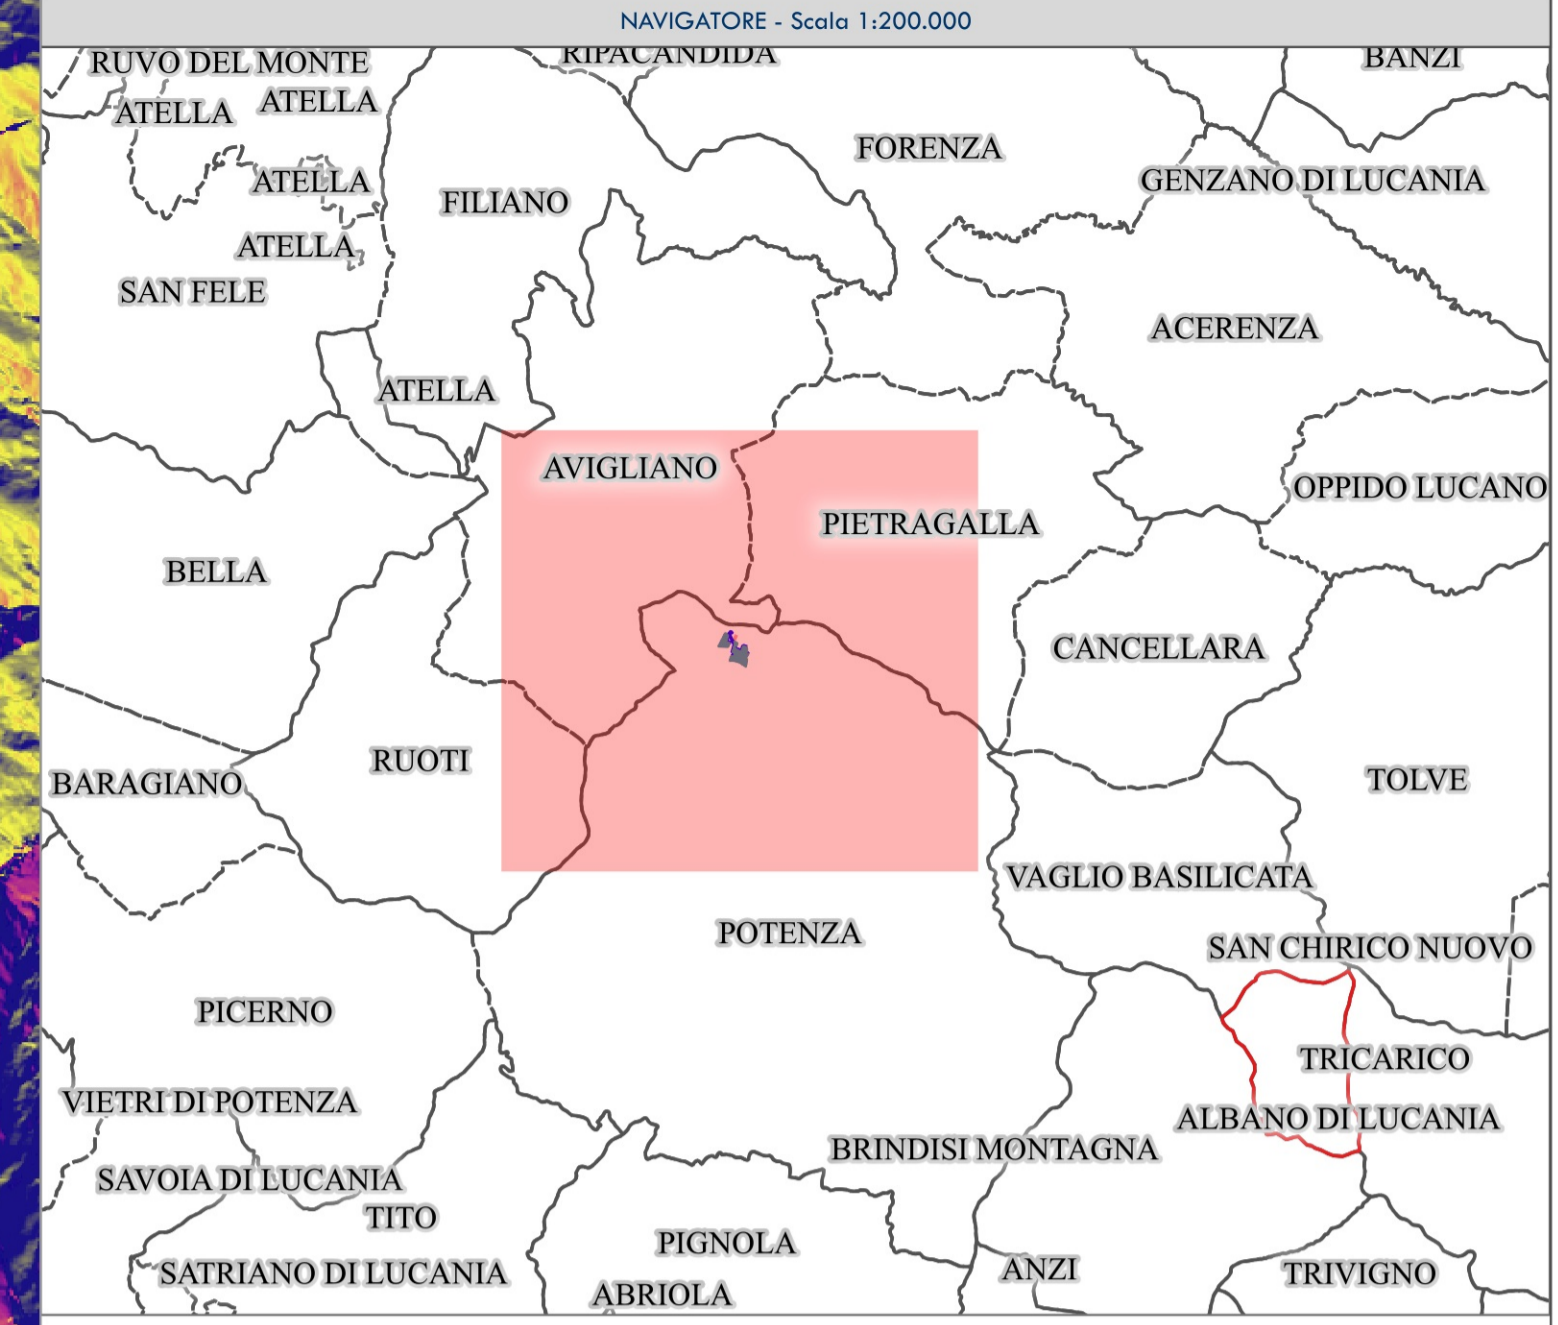 NAVIGATORE - Scala 1:200.000
RUVO DEL MONTE
RIPACANDIDA
BANZI
ATELLA
ATELLA
FORENZA
GENZANO DI LUCANIA
ATELLA
FILIANO
ATELLA
SAN FELE
ACERENZA
ATELLA
AVIGLIANO
OPPIDO LUCANO
PIETRAGALLA
BELLA
CANCELLARA
RUOTI
BARAGIANO
TOLVE
VAGLIO BASILICATA
POTENZA
SAN CHIRICO NUOVO
PICERNO
TRICARICO
VIETRI DI POTENZA
ALBANO DI LUCANIA
BRINDISI MONTAGNA
SAVOIA DI LUCANIA
TITO
PIGNOLA
ANZI
SATRIANO DI LUCANIA
TRIVIGNO
ABRIOLA